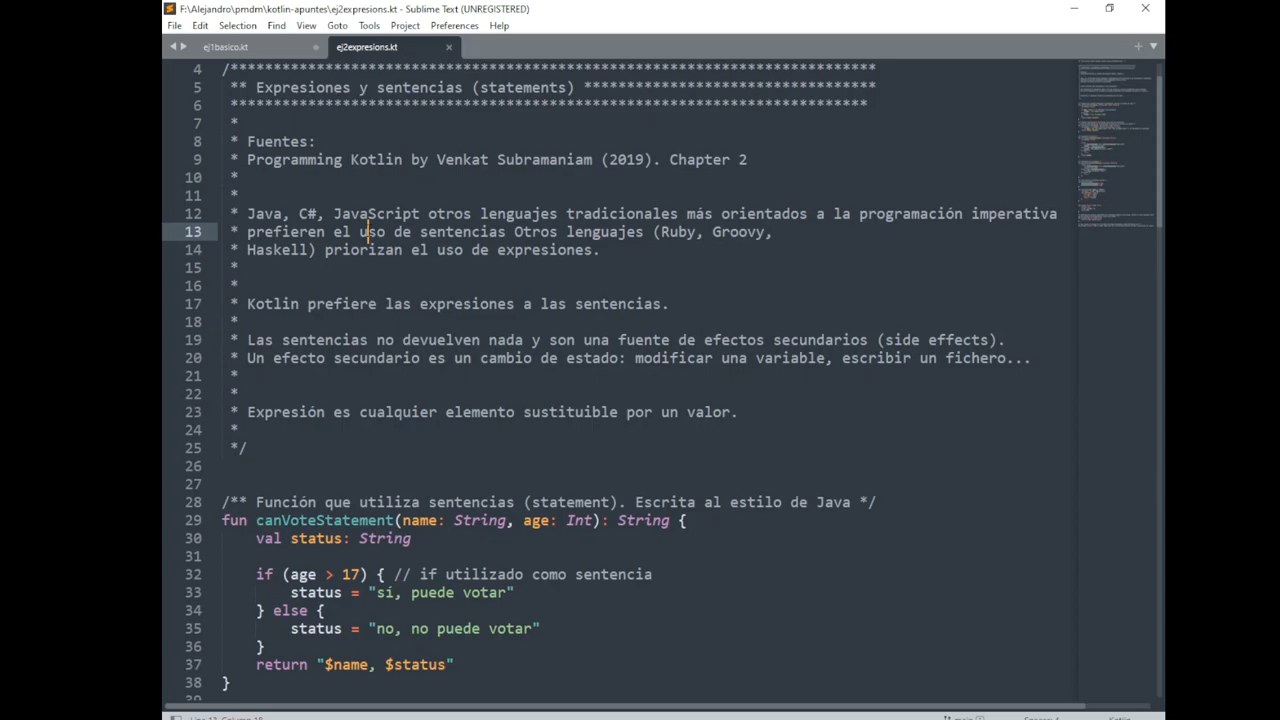 F:\Alejandro\pmdm\kotlin-apuntes\ej2expresions.kt - Sublime Text (UNREGISTERED)
File Edit Selection Find View Goto Tools Project Preferences Help
ej1basico.kt ej2expresions.kt
4 /***************************************************************************
5 ** Expresiones y sentencias (statements) **********************************
6 **************************************************************************
7 *
8 * Fuentes:
9 * Programming Kotlin by Venkat Subramaniam (2019). Chapter 2
10 *
11 *
12 * Java, C#, JavaScript otros lenguajes tradicionales más orientados a la programación imperativa
13 * prefieren el uso de sentencias Otros lenguajes (Ruby, Groovy,
14 * Haskell) priorizan el uso de expresiones.
15 *
16 *
17 * Kotlin prefiere las expresiones a las sentencias.
18 *
19 * Las sentencias no devuelven nada y son una fuente de efectos secundarios (side effects).
20 * Un efecto secundario es un cambio de estado: modificar una variable, escribir un fichero...
21 *
22 *
23 * Expresión es cualquier elemento sustituible por un valor.
24 *
25 */
26
27
28 /** Función que utiliza sentencias (statement). Escrita al estilo de Java */
29 fun canVoteStatement(name: String, age: Int): String {
30 val status: String
31
32 if (age > 17) { // if utilizado como sentencia
33 status = "sí, puede votar"
34 } else {
35 status = "no, no puede votar"
36 }
37 return "$name, $status"
38 }